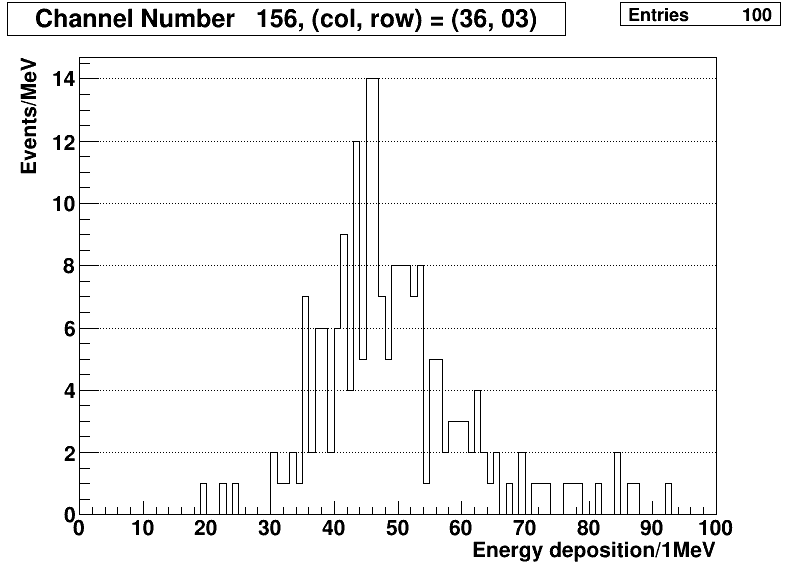 Channel Number 156, (col, row) = (36, 03)
Entries 100
Events/MeV
14
12
10
8
6
4
2
0
0 10 20 30 40 50 60 70 80 90 100
Energy deposition/1MeV